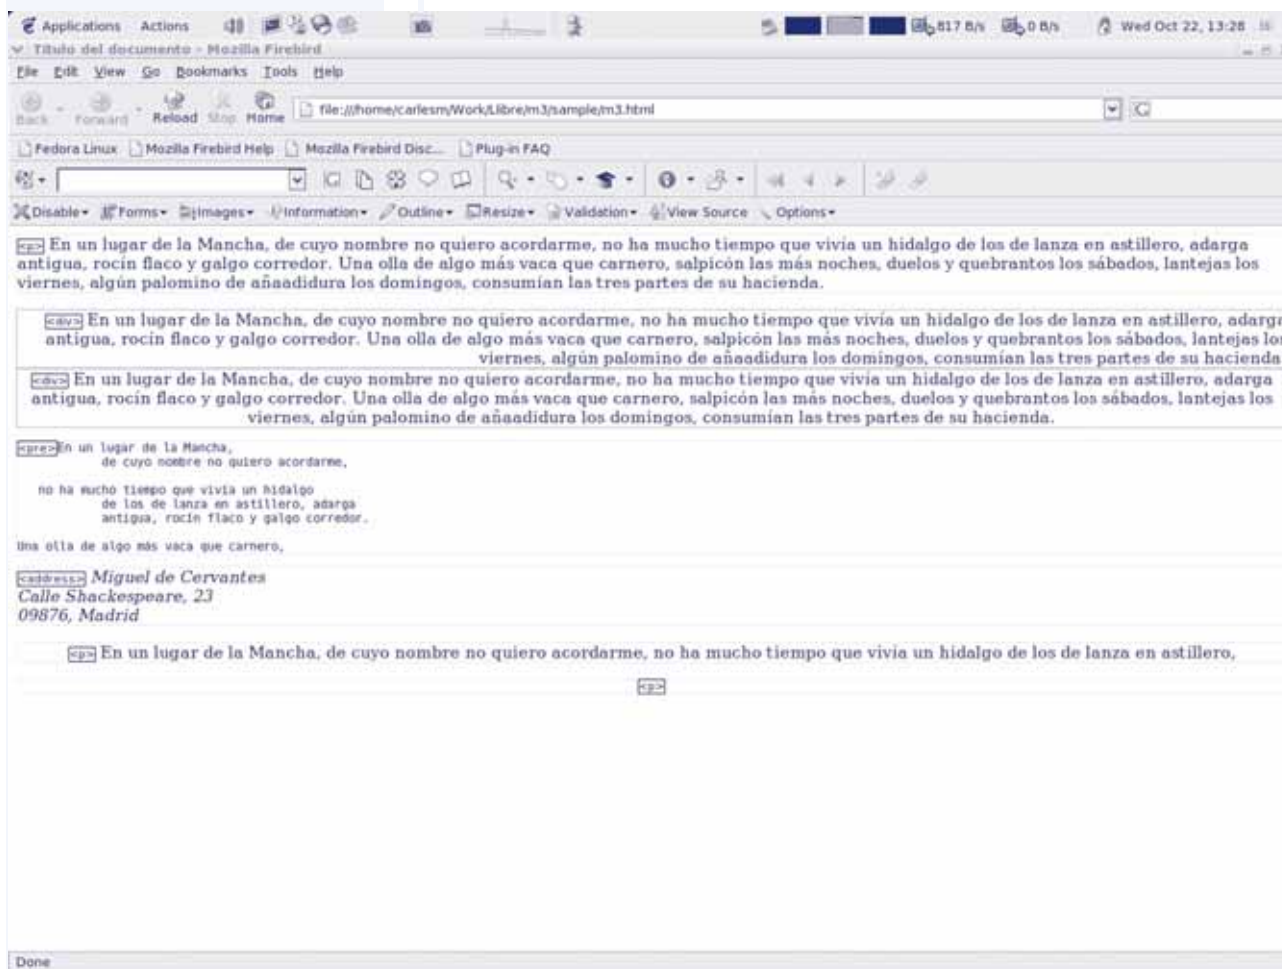 Applications Actions 817 B/s 0 B/s Wed Oct 22, 13:28
Titulo del documento - Mozilla Firebird
File Edit View Go Bookmarks Tools Help
Back Forward Reload Stop Home file:///home/carlesm/Work/Llibre/m3/sample/m3.html
Fedora Linux Mozilla Firebird Help Mozilla Firebird Disc... Plug-in FAQ
Disable Forms Images Information Outline Resize Validation View Source Options
<p> En un lugar de la Mancha, de cuyo nombre no quiero acordarme, no ha mucho tiempo que vivía un hidalgo de los de lanza en astillero, adarga
antigua, rocín flaco y galgo corredor. Una olla de algo más vaca que carnero, salpicón las más noches, duelos y quebrantos los sábados, lantejas los
viernes, algún palomino de añaadidura los domingos, consumían las tres partes de su hacienda.
<div> En un lugar de la Mancha, de cuyo nombre no quiero acordarme, no ha mucho tiempo que vivía un hidalgo de los de lanza en astillero, adarga
antigua, rocín flaco y galgo corredor. Una olla de algo más vaca que carnero, salpicón las más noches, duelos y quebrantos los sábados, lantejas los
viernes, algún palomino de añaadidura los domingos, consumían las tres partes de su hacienda
<div> En un lugar de la Mancha, de cuyo nombre no quiero acordarme, no ha mucho tiempo que vivía un hidalgo de los de lanza en astillero, adarga
antigua, rocín flaco y galgo corredor. Una olla de algo más vaca que carnero, salpicón las más noches, duelos y quebrantos los sábados, lantejas los
viernes, algún palomino de añaadidura los domingos, consumían las tres partes de su hacienda.
<pre>En un lugar de la Mancha,
de cuyo nombre no quiero acordarme,
no ha mucho tiempo que vivía un hidalgo
de los de lanza en astillero, adarga
antigua, rocín flaco y galgo corredor.
Una olla de algo más vaca que carnero,
<address> Miguel de Cervantes
Calle Shackespeare, 23
09876, Madrid
<p> En un lugar de la Mancha, de cuyo nombre no quiero acordarme, no ha mucho tiempo que vivía un hidalgo de los de lanza en astillero,
<p>
Done